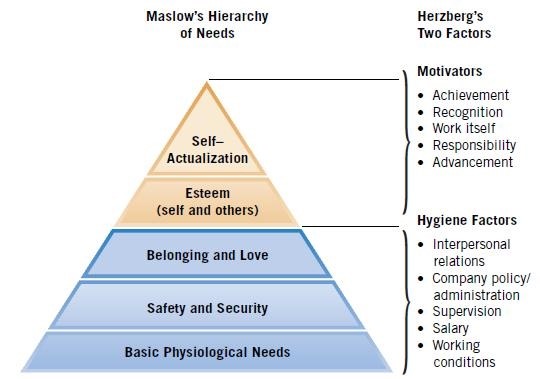 Maslow's Hierarchy
of Needs
Self–
Actualization
Esteem
(self and others)
Belonging and Love
Safety and Security
Basic Physiological Needs
Herzberg's
Two Factors
Motivators
• Achievement
• Recognition
• Work itself
• Responsibility
• Advancement
Hygiene Factors
• Interpersonal
relations
• Company policy/
administration
• Supervision
• Salary
• Working
conditions